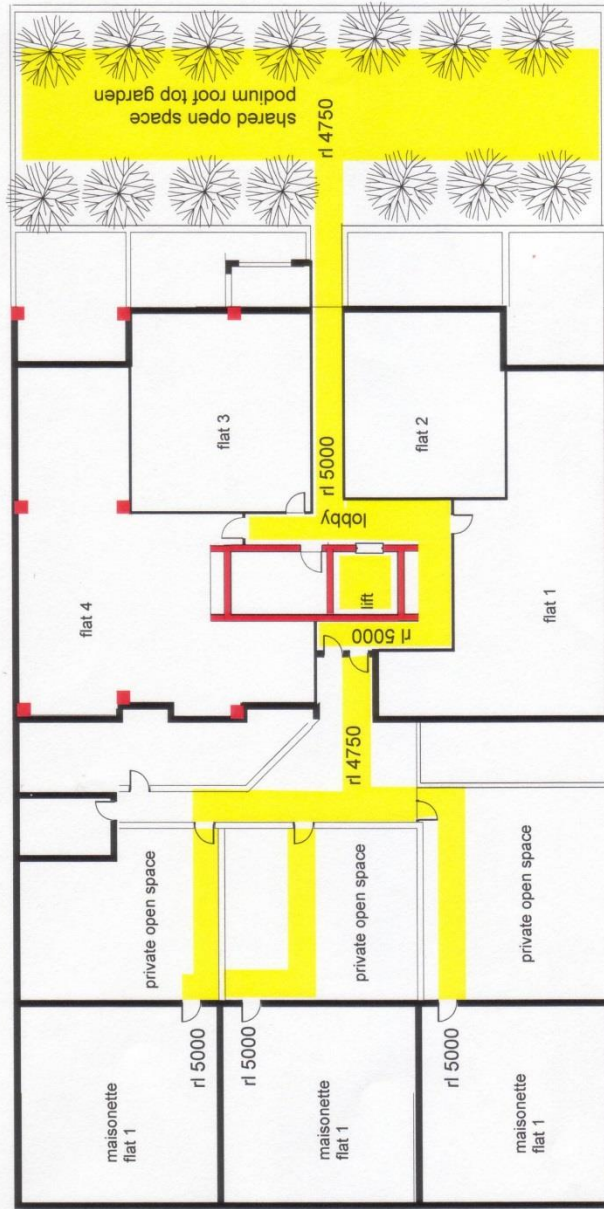 shared open space
podium roof top garden
rl 4750
flat 3
flat 2
rl 5000
lobby
flat 4
lift
flat 1
rl 5000
rl 4750
private open space
private open space
private open space
rl 5000
rl 5000
rl 5000
maisonette
flat 1
maisonette
flat 1
maisonette
flat 1